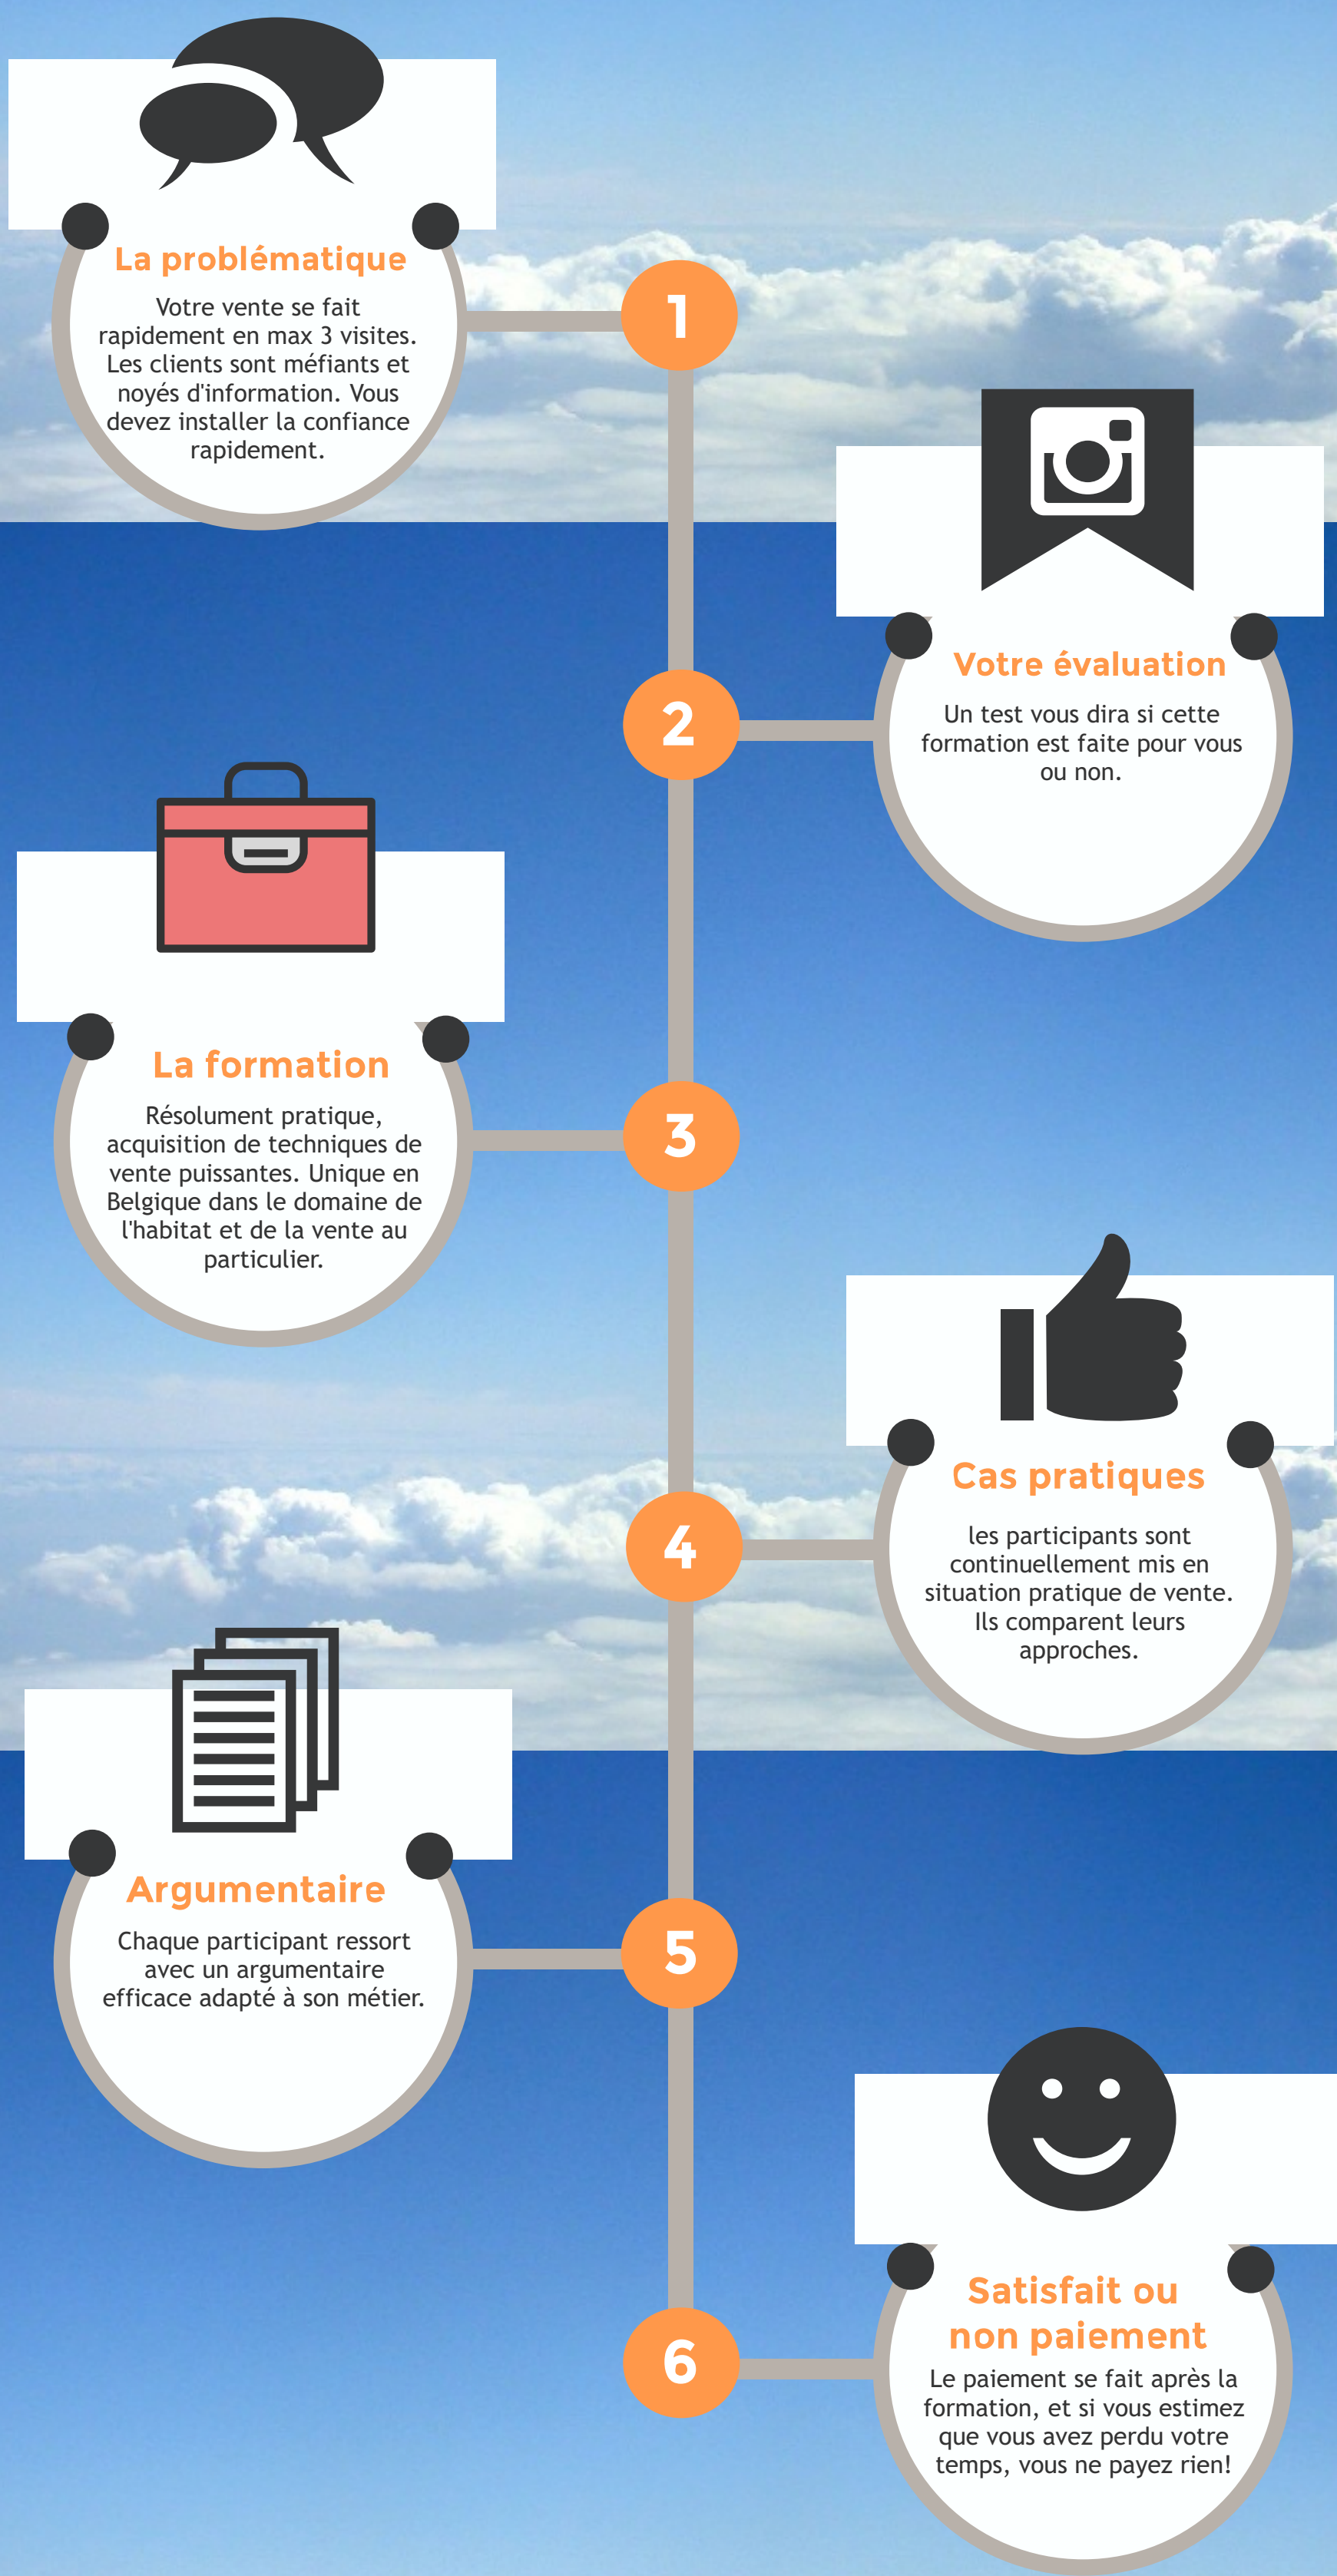 La problématique
Votre vente se fait
rapidement en max 3 visites.
Les clients sont méfiants et
noyés d'information. Vous
devez installer la confiance
rapidement.
1
2
Votre évaluation
Un test vous dira si cette
formation est faite pour vous
ou non.
La formation
Résolument pratique,
acquisition de techniques de
vente puissantes. Unique en
Belgique dans le domaine de
l'habitat et de la vente au
particulier.
3
4
Cas pratiques
les participants sont
continuellement mis en
situation pratique de vente.
Ils comparent leurs
approches.
Argumentaire
Chaque participant ressort
avec un argumentaire
efficace adapté à son métier.
5
6
Satisfait ou
non paiement
Le paiement se fait après la
formation, et si vous estimez
que vous avez perdu votre
temps, vous ne payez rien!